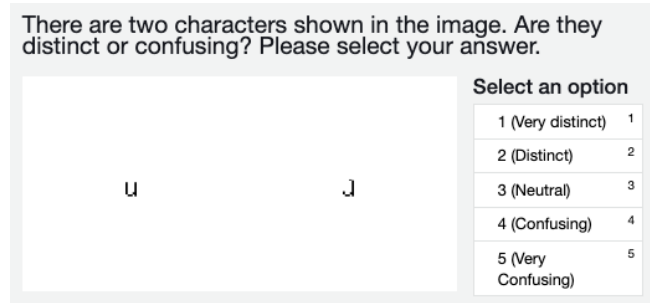 There are two characters shown in the image. Are they
distinct or confusing? Please select your answer.
Select an option
u
1 (Very distinct) 1
2 (Distinct) 2
3 (Neutral) 3
4 (Confusing) 4
5 (Very 5
Confusing)